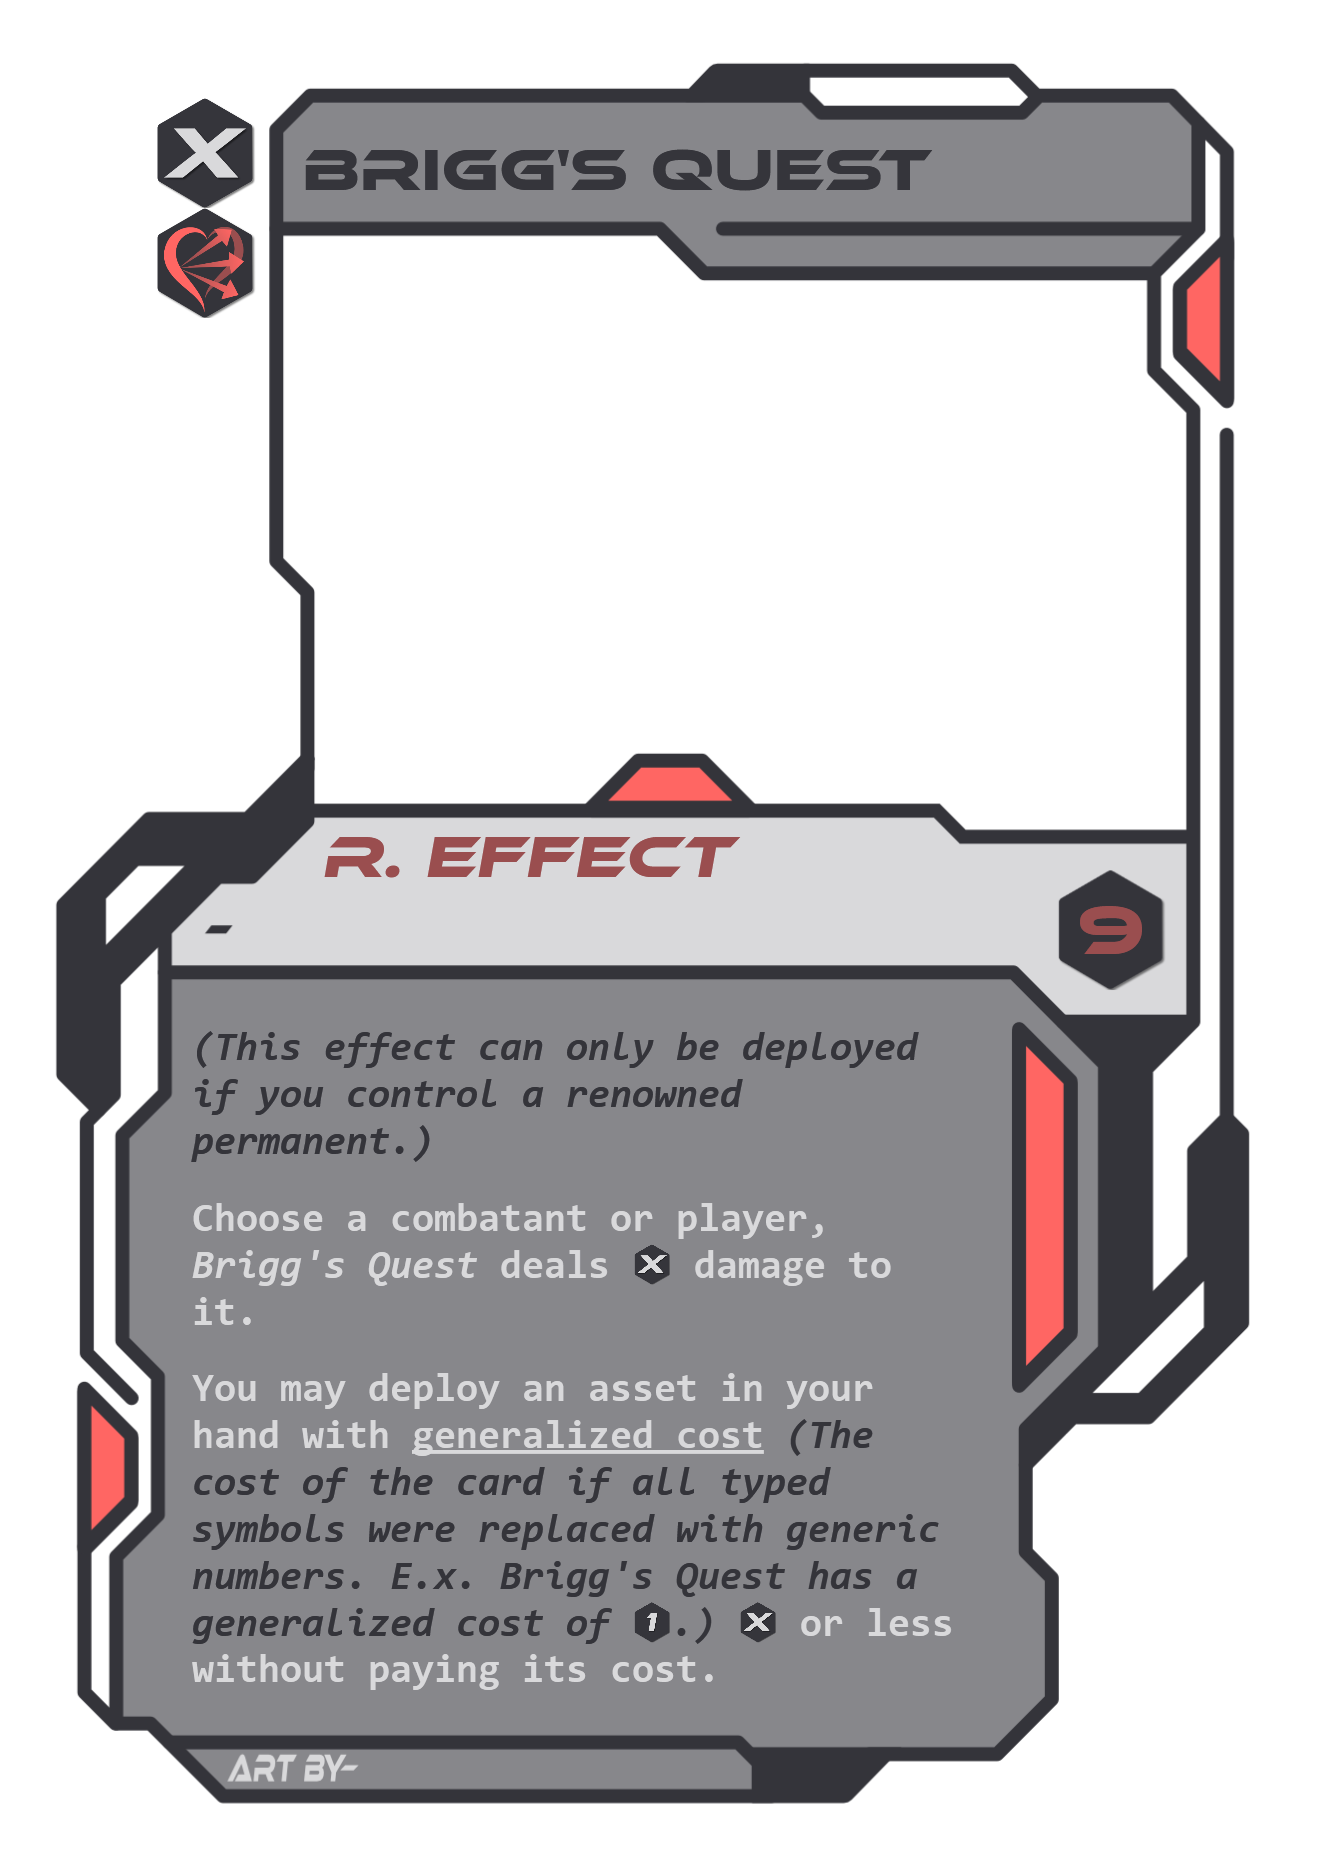 X
BRIGG'S QUEST
R. EFFECT
-
9
(This effect can only be deployed
if you control a renowned
permanent.)
Choose a combatant or player,
Brigg's Quest deals X damage to
it.
You may deploy an asset in your
hand with generalized cost (The
cost of the card if all typed
symbols were replaced with generic
numbers. E.x. Brigg's Quest has a
generalized cost of 1.) X or less
without paying its cost.
ART BY-